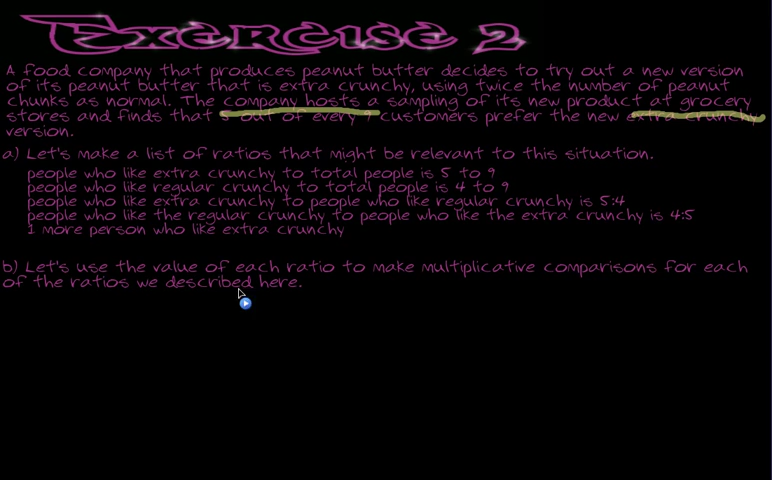 Exercise 2
A food company that produces peanut butter decides to try out a new version
of its peanut butter that is extra crunchy, using twice the number of peanut
chunks as normal. The company hosts a sampling of its new product at grocery
stores and finds that 5 out of every 9 customers prefer the new extra crunchy
version.
a) Let's make a list of ratios that might be relevant to this situation.
people who like extra crunchy to total people is 5 to 9
people who like regular crunchy to total people is 4 to 9
people who like extra crunchy to people who like regular crunchy is 5:4
people who like the regular crunchy to people who like the extra crunchy is 4:5
1 more person who like extra crunchy
b) Let's use the value of each ratio to make multiplicative comparisons for each
of the ratios we described here.